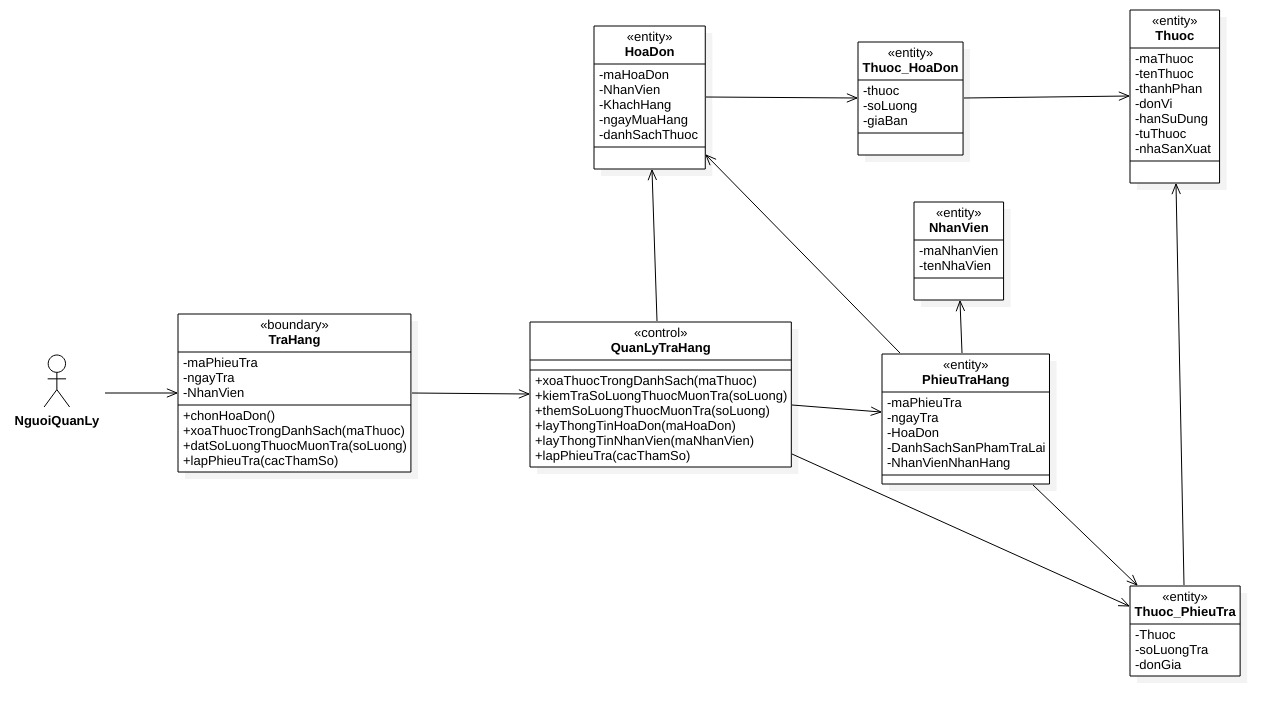 «entity»
HoaDon
-maHoaDon
-NhanVien
-KhachHang
-ngayMuaHang
-danhSachThuoc
«entity»
Thuoc_HoaDon
-thuoc
-soLuong
-giaBan
«entity»
Thuoc
-maThuoc
-tenThuoc
-thanhPhan
-donVi
-hanSuDung
-tuThuoc
-nhaSanXuat
«entity»
NhanVien
-maNhanVien
-tenNhaVien
NguoiQuanLy
«boundary»
TraHang
-maPhieuTra
-ngayTra
-NhanVien
+chonHoaDon()
+xoaThuocTrongDanhSach(maThuoc)
+datSoLuongThuocMuonTra(soLuong)
+lapPhieuTra(cacThamSo)
«control»
QuanLyTraHang
+xoaThuocTrongDanhSach(maThuoc)
+kiemTraSoLuongThuocMuonTra(soLuong)
+themSoLuongThuocMuonTra(soLuong)
+layThongTinHoaDon(maHoaDon)
+layThongTinNhanVien(maNhanVien)
+lapPhieuTra(cacThamSo)
«entity»
PhieuTraHang
-maPhieuTra
-ngayTra
-HoaDon
-DanhSachSanPhamTraLai
-NhanVienNhanHang
«entity»
Thuoc_PhieuTra
-Thuoc
-soLuongTra
-donGia